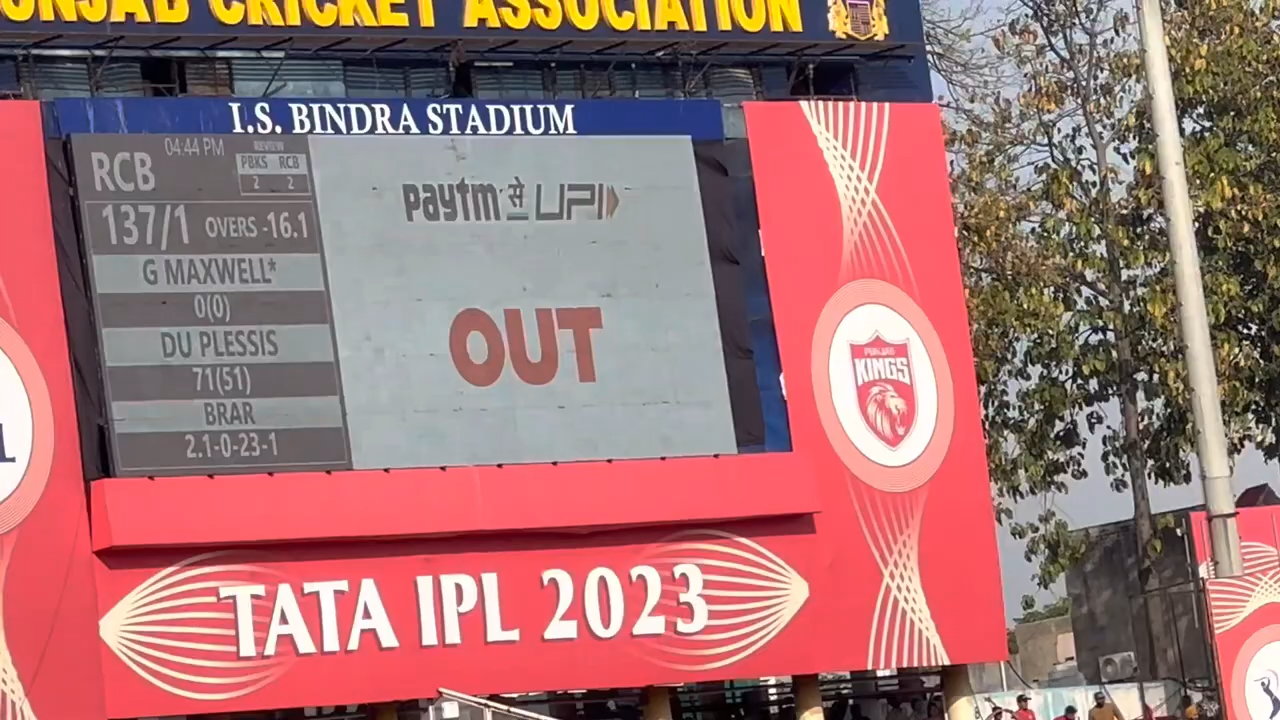 PUNJAB CRICKET ASSOCIATION
I.S. BINDRA STADIUM
04:44 PM
REVIEW
RCB
PBKS RCB
2 2
137/1 OVERS -16.1
G MAXWELL*
0(0)
DU PLESSIS
71(51)
BRAR
2.1-0-23-1
paytm से UPI
OUT
PUNJAB
KINGS
TATA IPL 2023